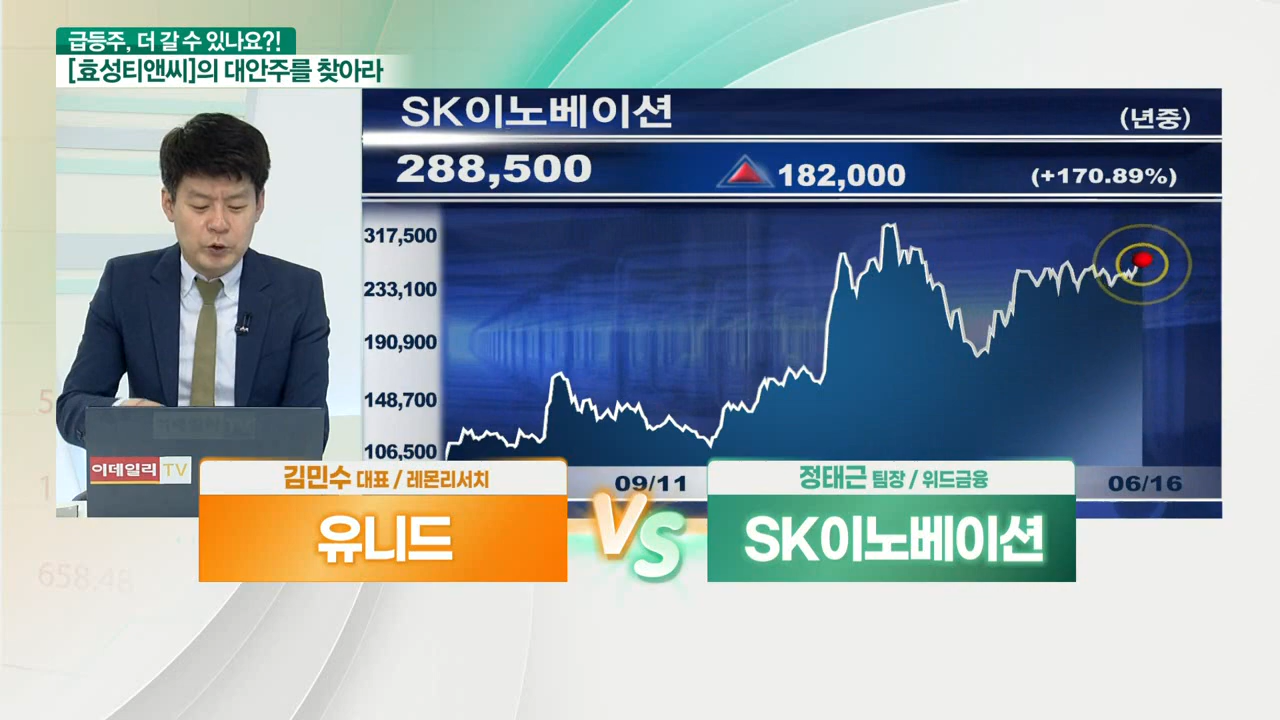 급등주, 더 갈 수 있나요?!
[효성티앤씨]의 대안주를 찾아라
SK이노베이션
(년중)
288,500 ▲ 182,000 (+170.89%)
317,500
233,100
190,900
148,700
106,500
09/11
06/16
이데일리 TV
김민수 대표 / 레몬리서치
유니드
VS
정태근 팀장 / 위드금융
SK이노베이션
658.48